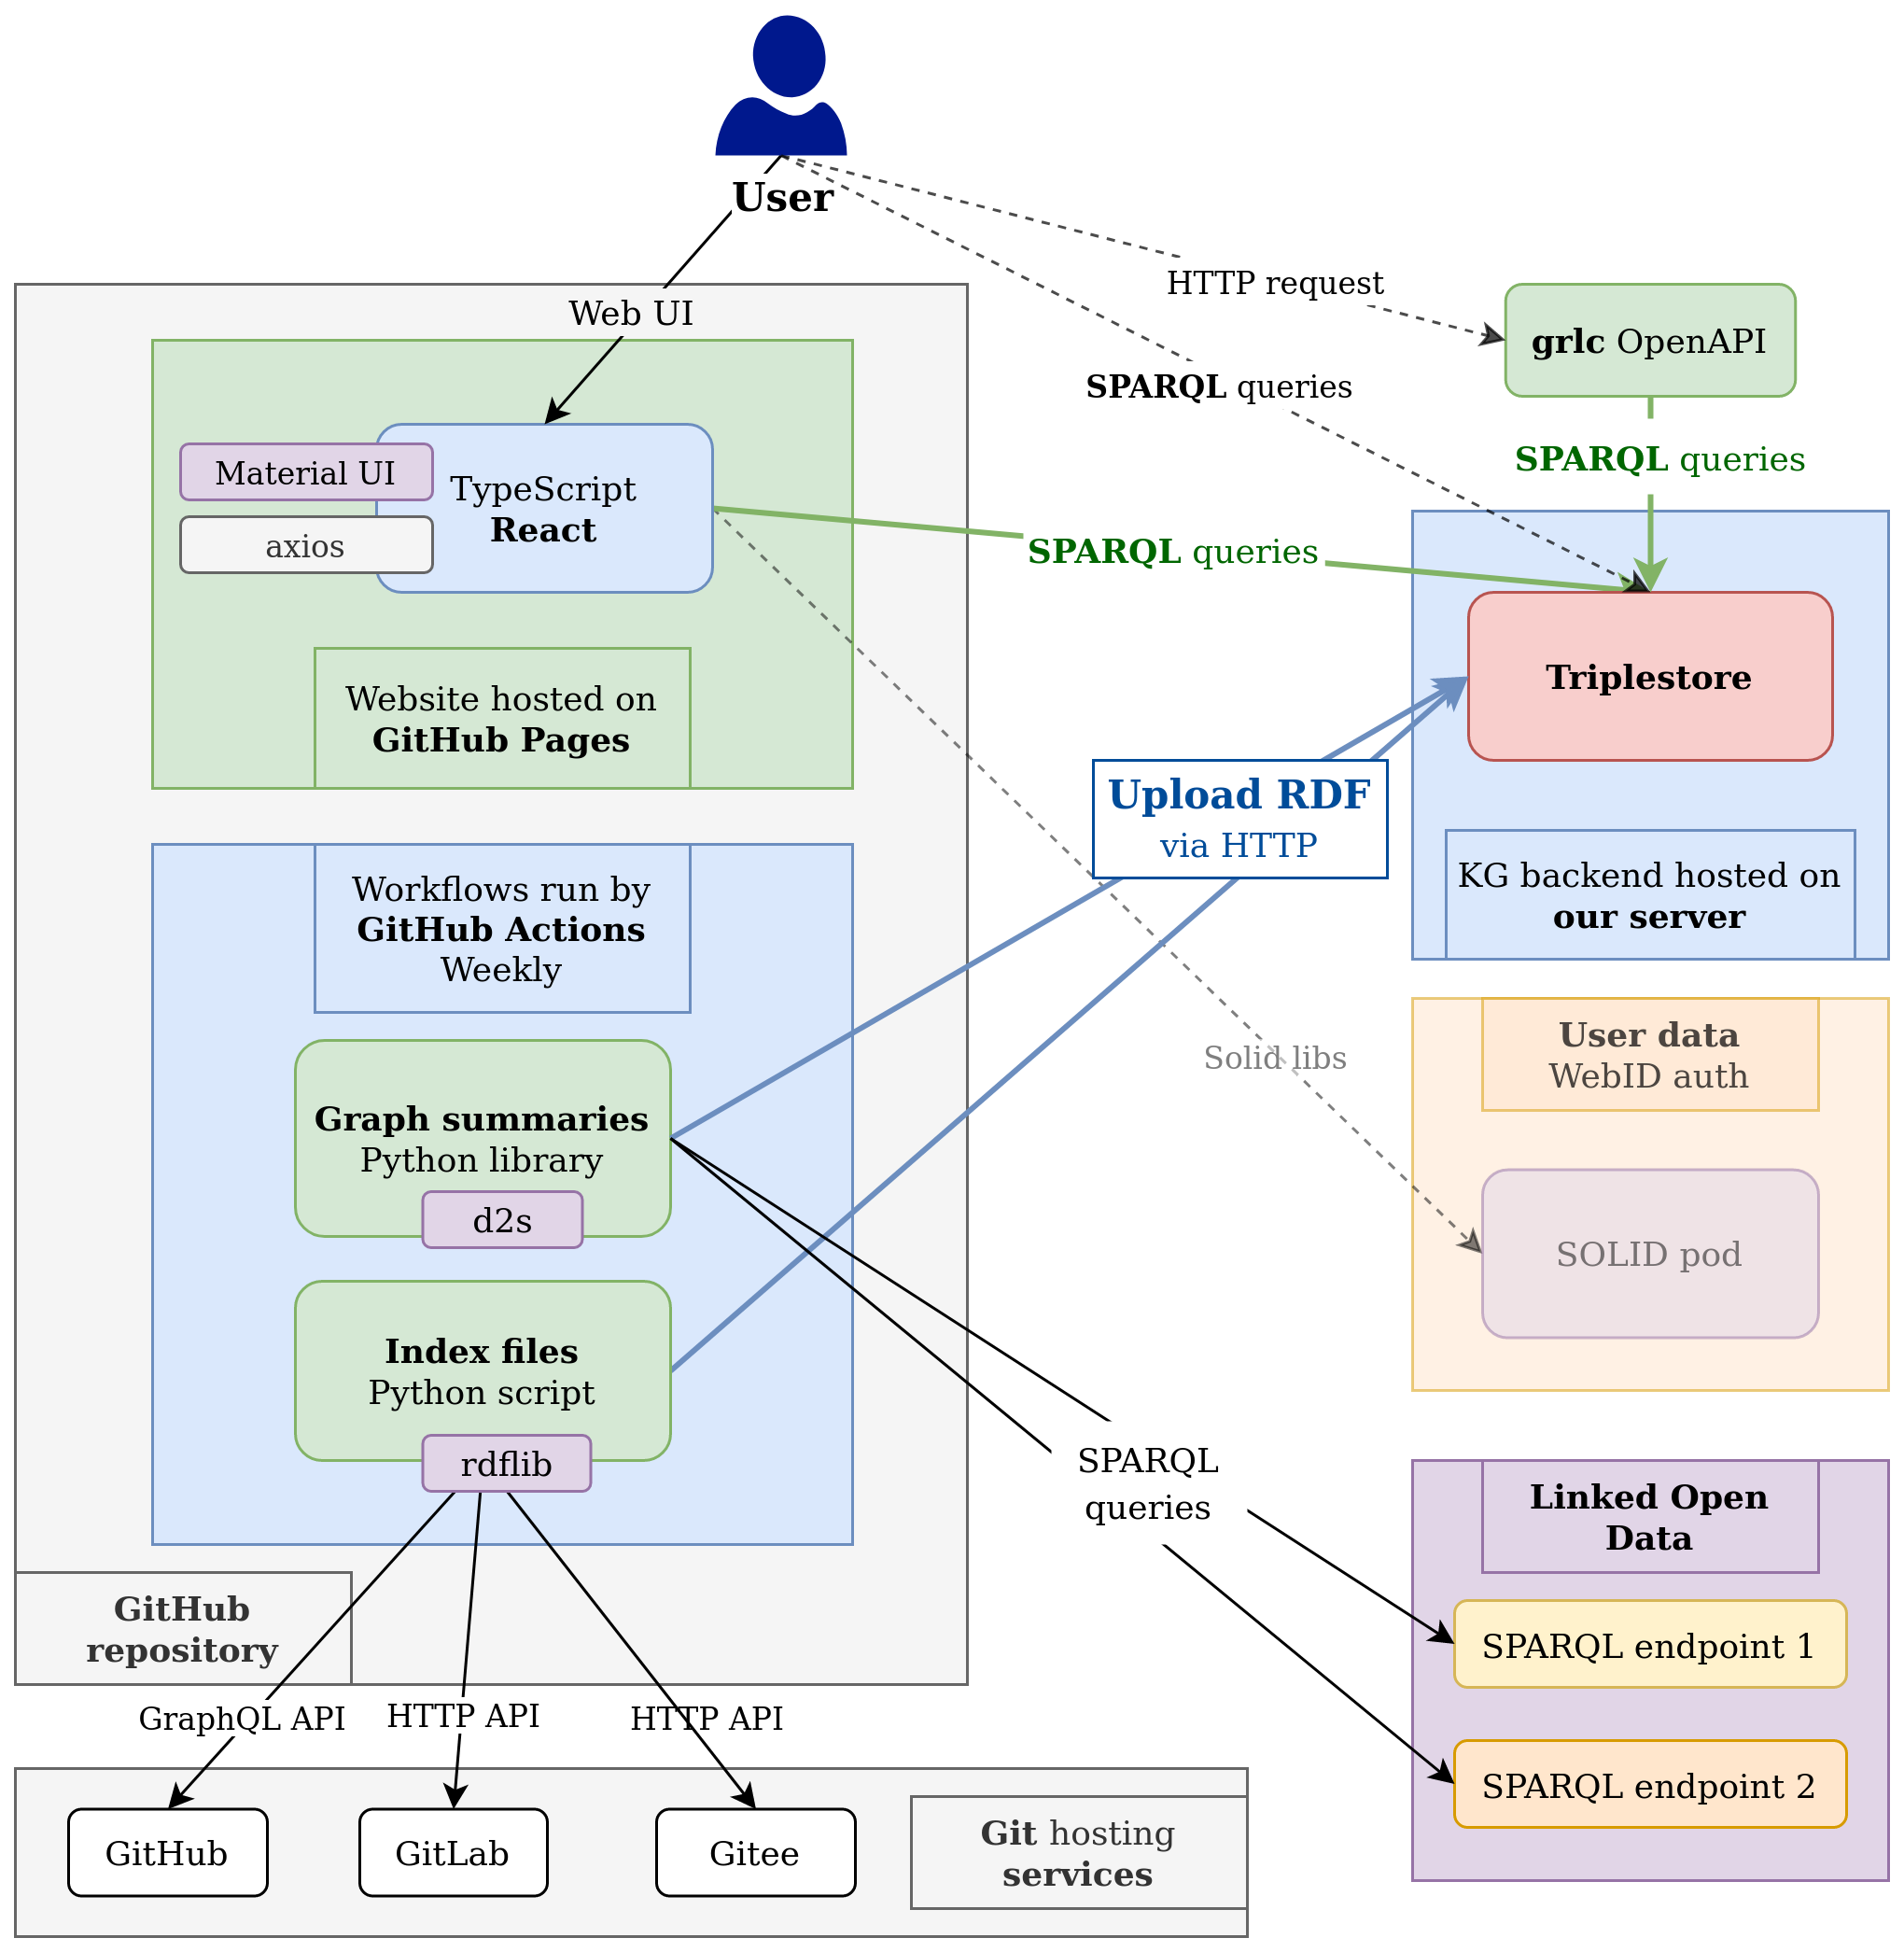 User
Web UI
HTTP request
grlc OpenAPI
SPARQL queries
SPARQL queries
Material UI
axios
TypeScript
React
SPARQL queries
Website hosted on
GitHub Pages
Triplestore
Upload RDF
via HTTP
KG backend hosted on
our server
Workflows run by
GitHub Actions
Weekly
User data
WebID auth
Solid libs
Graph summaries
Python library
d2s
SOLID pod
Index files
Python script
rdflib
SPARQL
queries
Linked Open
Data
SPARQL endpoint 1
SPARQL endpoint 2
GitHub
repository
GraphQL API
HTTP API
HTTP API
GitHub
GitLab
Gitee
Git hosting
services